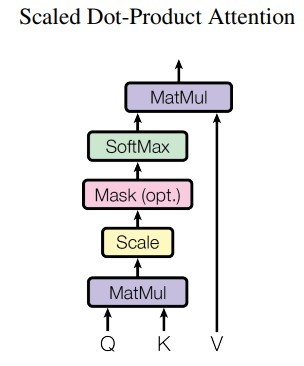 Scaled Dot-Product Attention
MatMul
SoftMax
Mask (opt.)
Scale
MatMul
Q K V